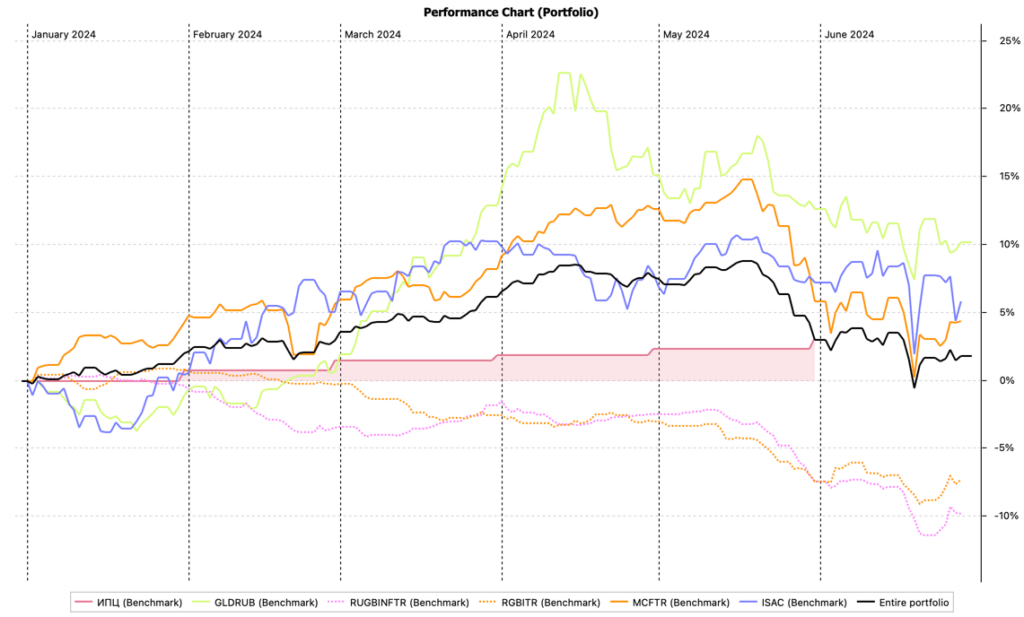 Performance Chart (Portfolio)
January 2024
February 2024
March 2024
April 2024
May 2024
June 2024
25%
20%
15%
10%
5%
0%
-5%
-10%
ИПЦ (Benchmark)
GLDRUB (Benchmark)
RUGBINFTR (Benchmark)
RGBITR (Benchmark)
MCFTR (Benchmark)
ISAC (Benchmark)
Entire portfolio